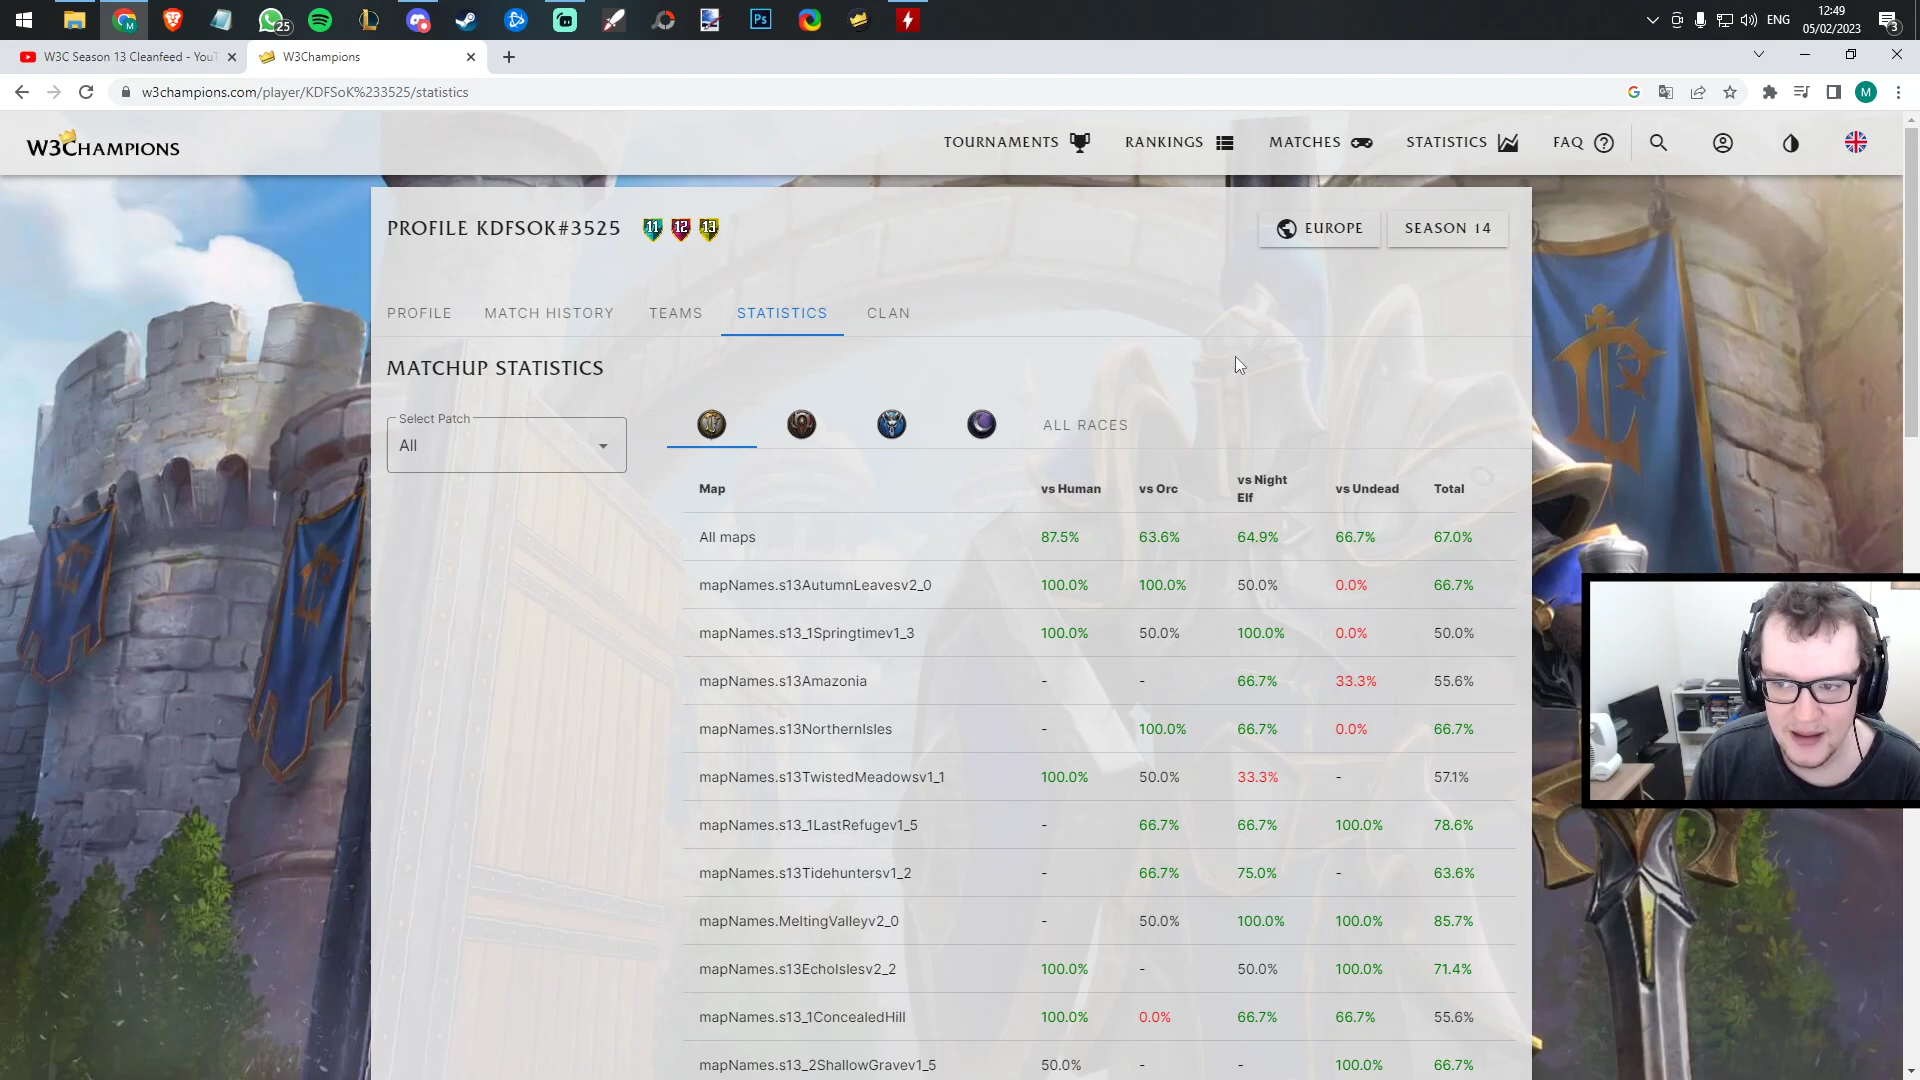 25
Ps
ENG
12:49
05/02/2023
3
W3C Season 13 Cleanfeed - YouT
W3Champions
w3champions.com/player/KDFSoK%233525/statistics
M
W3CHAMPIONS
TOURNAMENTS
RANKINGS
MATCHES
STATISTICS
FAQ
PROFILE KDFSOK#3525
11 12 13
EUROPE
SEASON 14
PROFILE
MATCH HISTORY
TEAMS
STATISTICS
CLAN
MATCHUP STATISTICS
Select Patch
All
ALL RACES
Map vs Human vs Orc vs Night Elf vs Undead Total
All maps 87.5% 63.6% 64.9% 66.7% 67.0%
mapNames.s13AutumnLeavesv2_0 100.0% 100.0% 50.0% 0.0% 66.7%
mapNames.s13_1Springtimev1_3 100.0% 50.0% 100.0% 0.0% 50.0%
mapNames.s13Amazonia - - 66.7% 33.3% 55.6%
mapNames.s13NorthernIsles - 100.0% 66.7% 0.0% 66.7%
mapNames.s13TwistedMeadowsv1_1 100.0% 50.0% 33.3% - 57.1%
mapNames.s13_1LastRefugev1_5 - 66.7% 66.7% 100.0% 78.6%
mapNames.s13Tidehuntersv1_2 - 66.7% 75.0% - 63.6%
mapNames.MeltingValleyv2_0 - 50.0% 100.0% 100.0% 85.7%
mapNames.s13EchoIslesv2_2 100.0% - 50.0% 100.0% 71.4%
mapNames.s13_1ConcealedHill 100.0% 0.0% 66.7% 66.7% 55.6%
mapNames.s13_2ShallowGravev1_5 50.0% - - 100.0% 66.7%